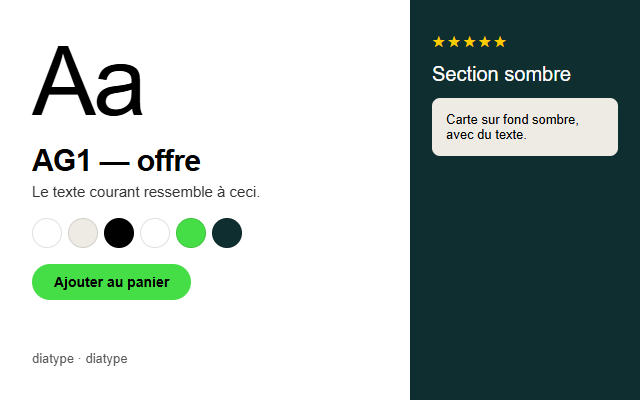 Aa
AG1 — offre
Le texte courant ressemble à ceci.
Ajouter au panier
diatype · diatype
★★★★★
Section sombre
Carte sur fond sombre,
avec du texte.